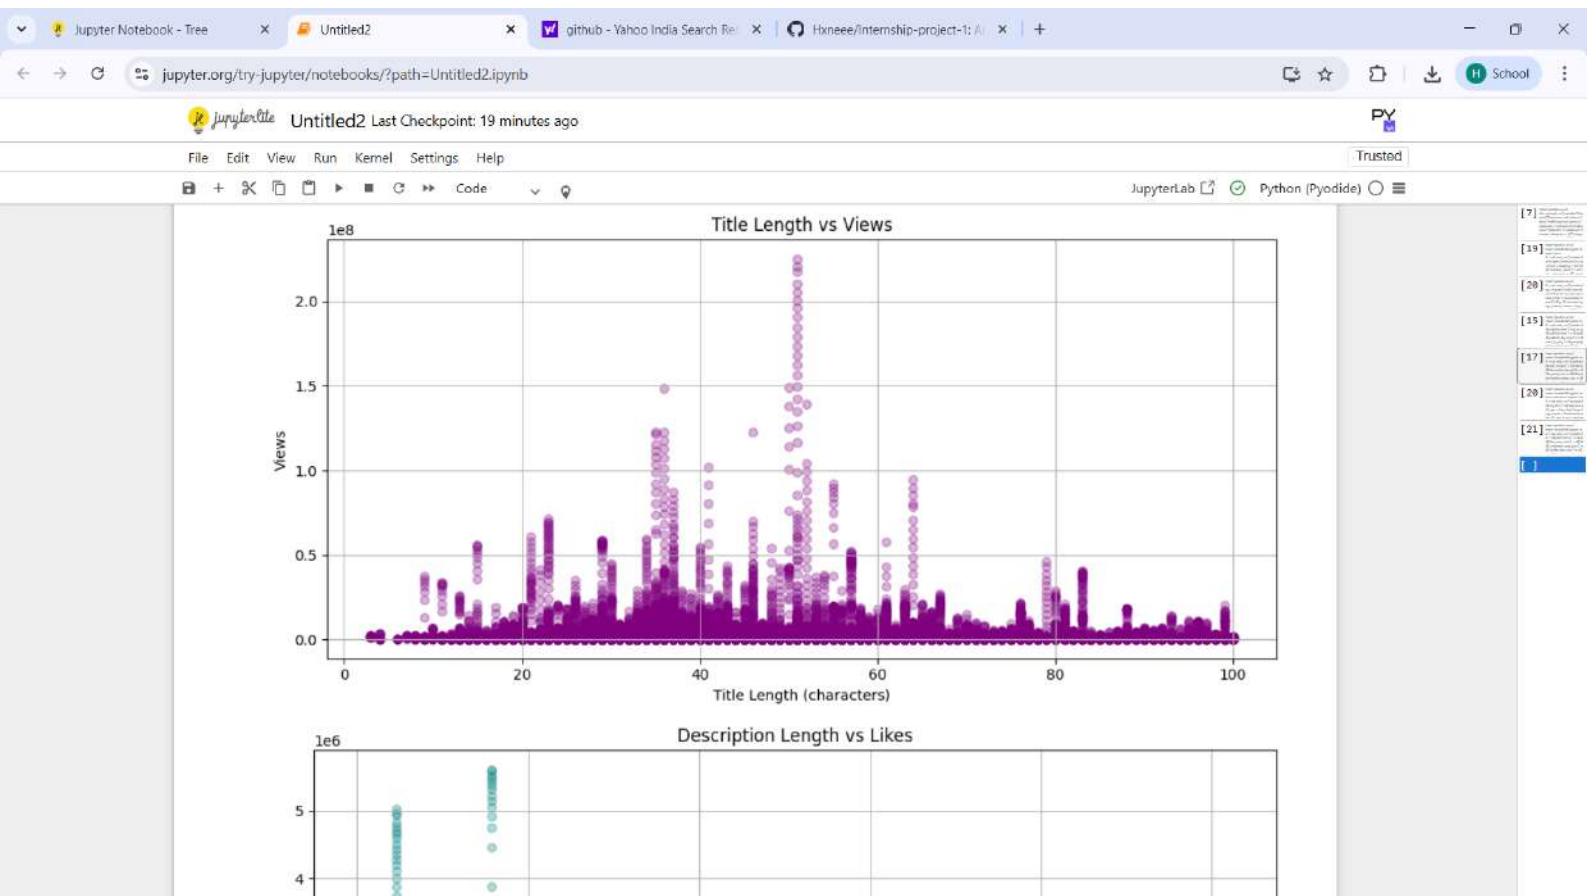 Jupyter Notebook - Tree
Untitled2
github - Yahoo India Search Re
Hxneee/Internship-project-1: A
jupyter.org/try-jupyter/notebooks/?path=Untitled2.ipynb
H School
jupyterlite Untitled2 Last Checkpoint: 19 minutes ago
PY
File Edit View Run Kernel Settings Help
Trusted
Code
JupyterLab
Python (Pyodide)
Title Length vs Views
1e8
2.0
1.5
1.0
0.5
0.0
Views
0 20 40 60 80 100
Title Length (characters)
Description Length vs Likes
1e6
5
4
[7]
[19]
[20]
[15]
[17]
[20]
[21]
[ ]